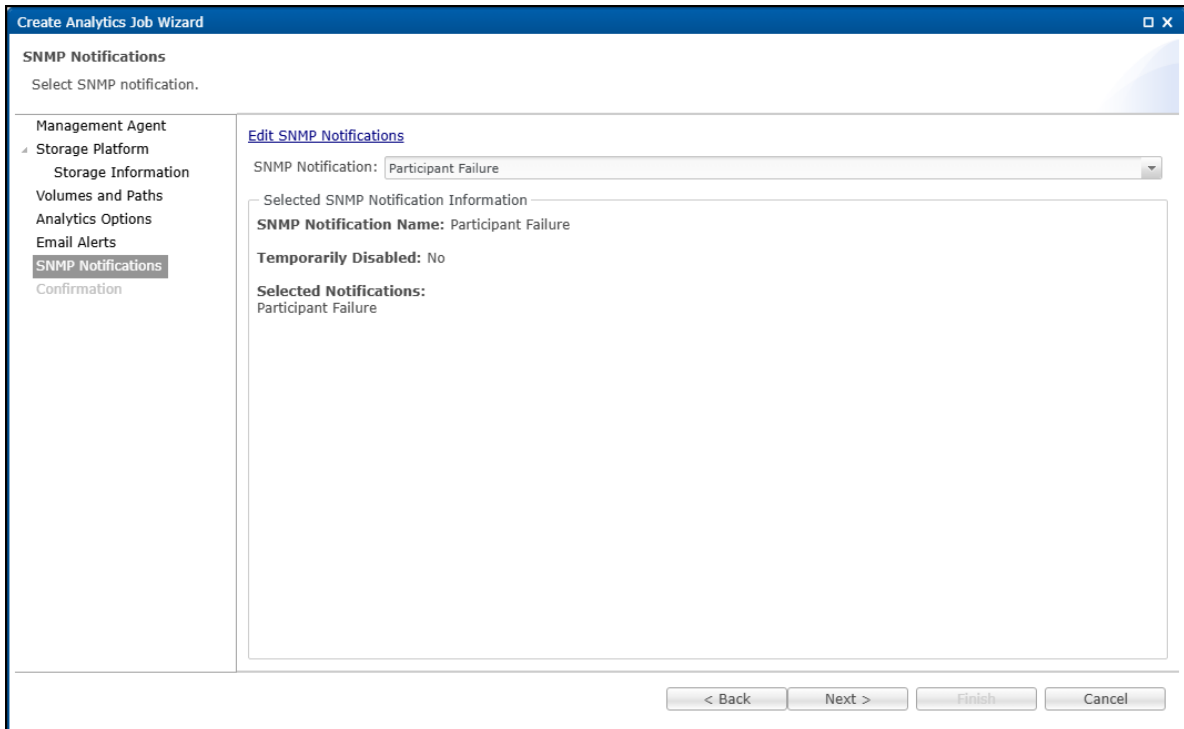 Create Analytics Job Wizard
SNMP Notifications
Select SNMP notification.
Management Agent
Storage Platform
Storage Information
Volumes and Paths
Analytics Options
Email Alerts
SNMP Notifications
Confirmation
Edit SNMP Notifications
SNMP Notification: Participant Failure
Selected SNMP Notification Information
SNMP Notification Name: Participant Failure
Temporarily Disabled: No
Selected Notifications:
Participant Failure
< Back Next > Finish Cancel